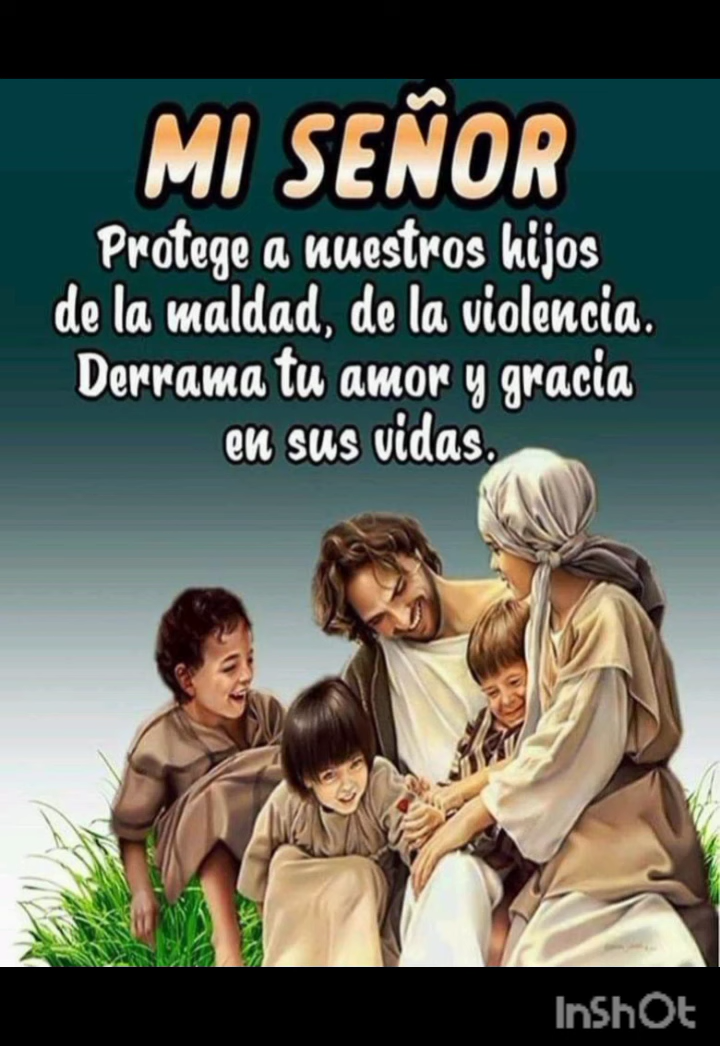 MI SEÑOR
Protege a nuestros hijos
de la maldad, de la violencia.
Derrama tu amor y gracia
en sus vidas.
InShOt